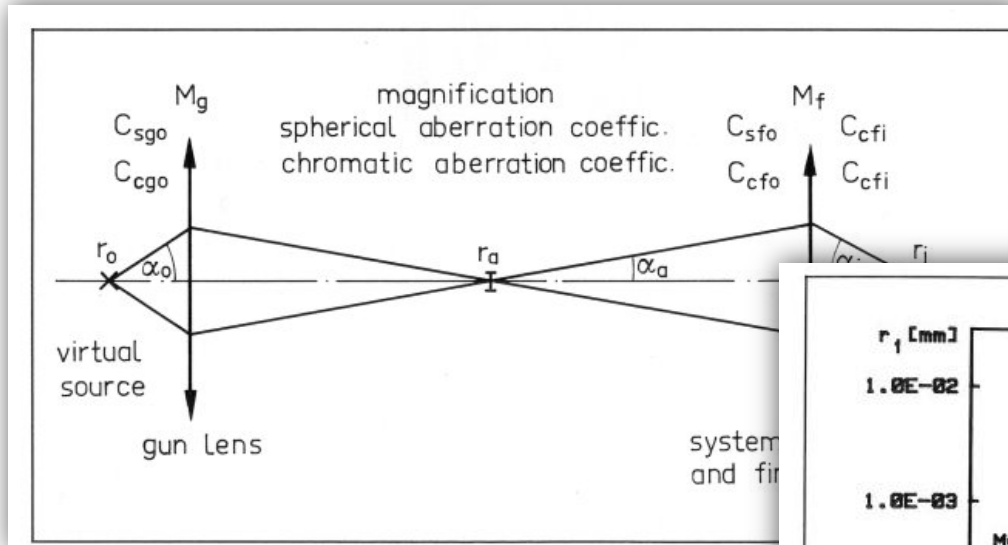 M_g
C_sgo
C_cgo
magnification
spherical aberration coeffic.
chromatic aberration coeffic.
M_f
C_sfo C_cfi
C_cfo C_cfi
r_o
α_o
r_a
α_a
r_i
virtual
source
gun lens
system
and
r_1 [mm]
1.0E-02
1.0E-03